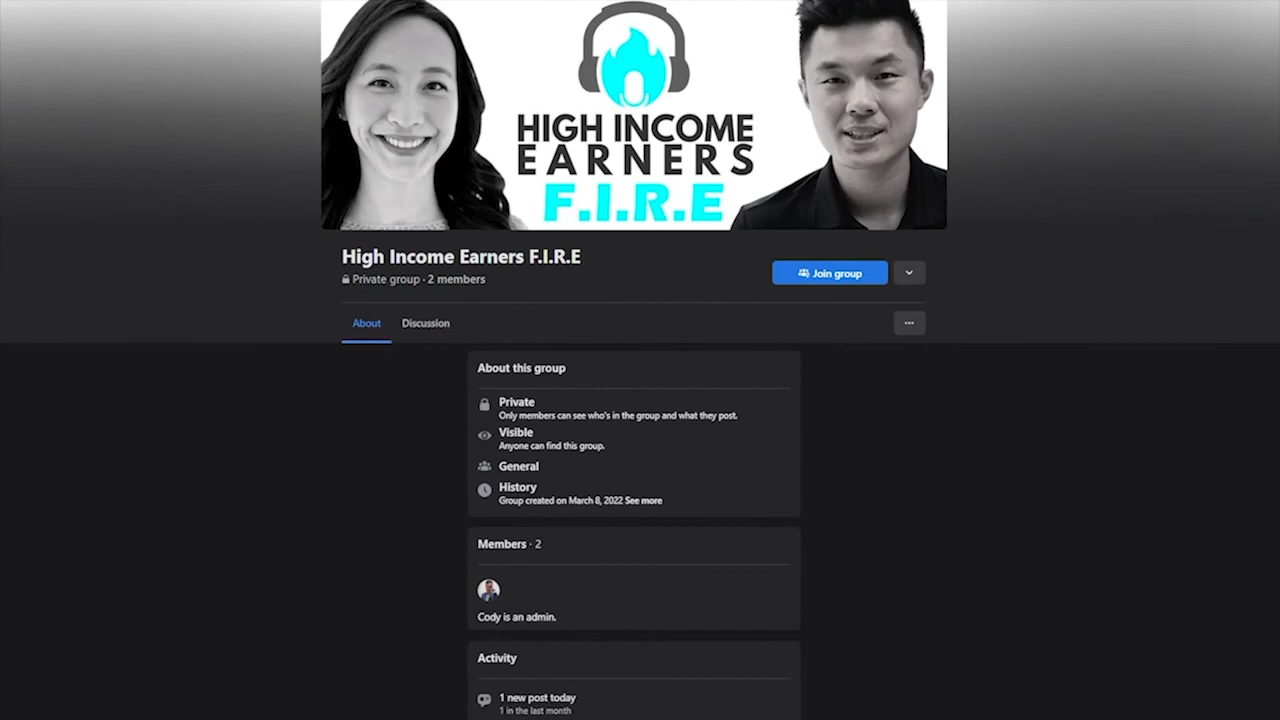 HIGH INCOME
EARNERS
F.I.R.E
High Income Earners F.I.R.E
Private group · 2 members
Join group
About
Discussion
About this group
Private
Only members can see who's in the group and what they post.
Visible
Anyone can find this group.
General
History
Group created on March 8, 2022 See more
Members · 2
Cody is an admin.
Activity
1 new post today
1 in the last month